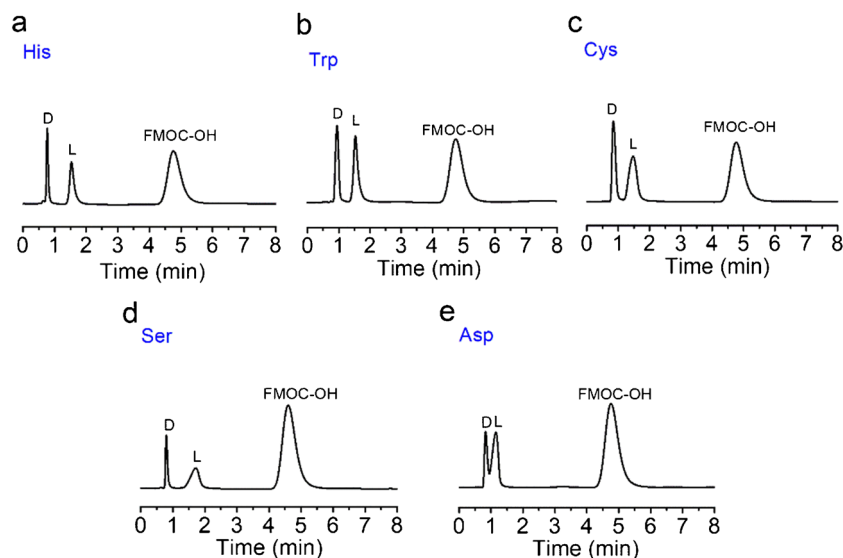 a
His
D
L
FMOC-OH
0 1 2 3 4 5 6 7 8
Time (min)
b
Trp
D
L
FMOC-OH
0 1 2 3 4 5 6 7 8
Time (min)
c
Cys
D
L
FMOC-OH
0 1 2 3 4 5 6 7 8
Time (min)
d
Ser
D
L
FMOC-OH
0 1 2 3 4 5 6 7 8
Time (min)
e
Asp
D L
FMOC-OH
0 1 2 3 4 5 6 7 8
Time (min)